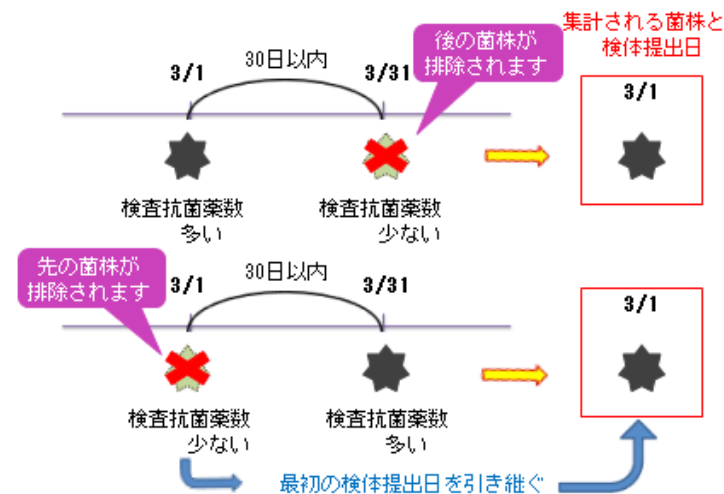 集計される菌株と
検体提出日
後の菌株が
排除されます
30日以内
3/1
3/31
3/1
検査抗菌薬数
多い
検査抗菌薬数
少ない
先の菌株が
排除されます
30日以内
3/1
3/31
3/1
検査抗菌薬数
少ない
検査抗菌薬数
多い
最初の検体提出日を引き継ぐ